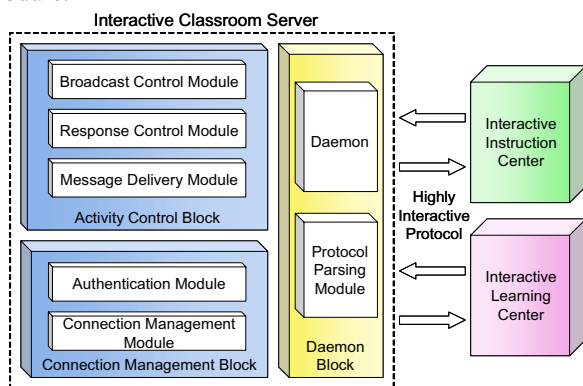 Interactive Classroom Server
Broadcast Control Module
Response Control Module
Message Delivery Module
Activity Control Block
Authentication Module
Connection Management
Module
Connection Management Block
Daemon
Protocol
Parsing
Module
Daemon
Block
Highly
Interactive
Protocol
Interactive
Instruction
Center
Interactive
Learning
Center